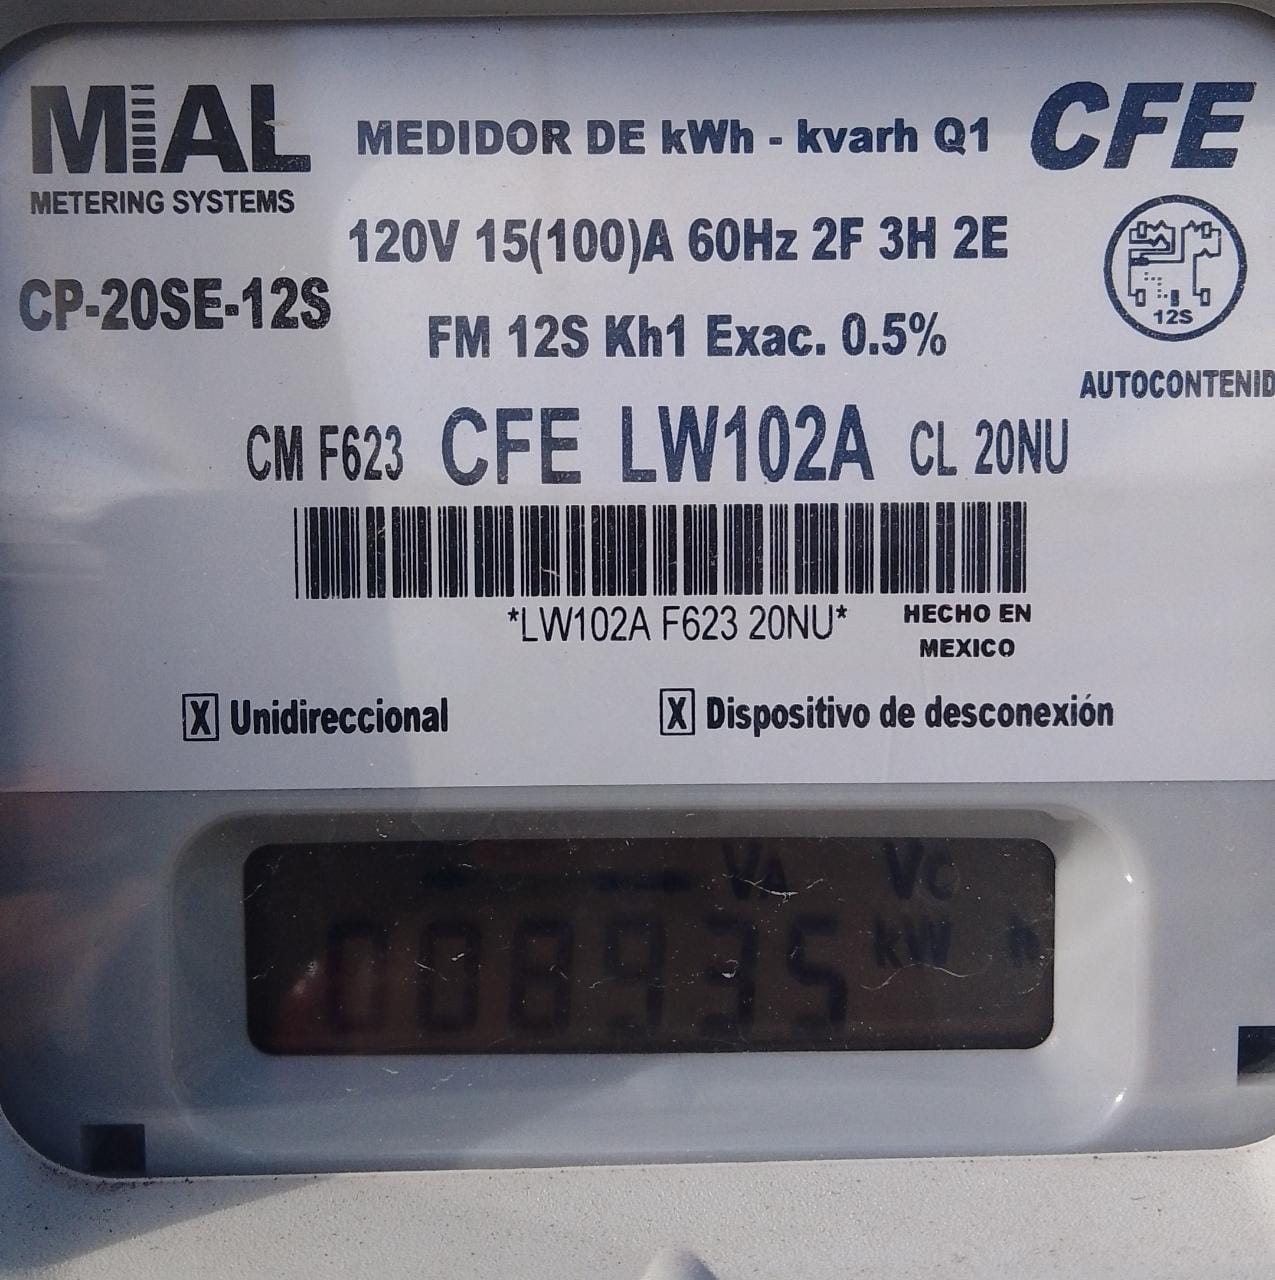 MIAL
METERING SYSTEMS
MEDIDOR DE kWh - kvarh Q1
CFE
120V 15(100)A 60Hz 2F 3H 2E
CP-20SE-12S
12S
FM 12S Kh1 Exac. 0.5%
AUTOCONTENID
CM F623 CFE LW102A CL 20NU
*LW102A F623 20NU*
HECHO EN
MEXICO
X Unidireccional
X Dispositivo de desconexión
VA VC
008935 kW h